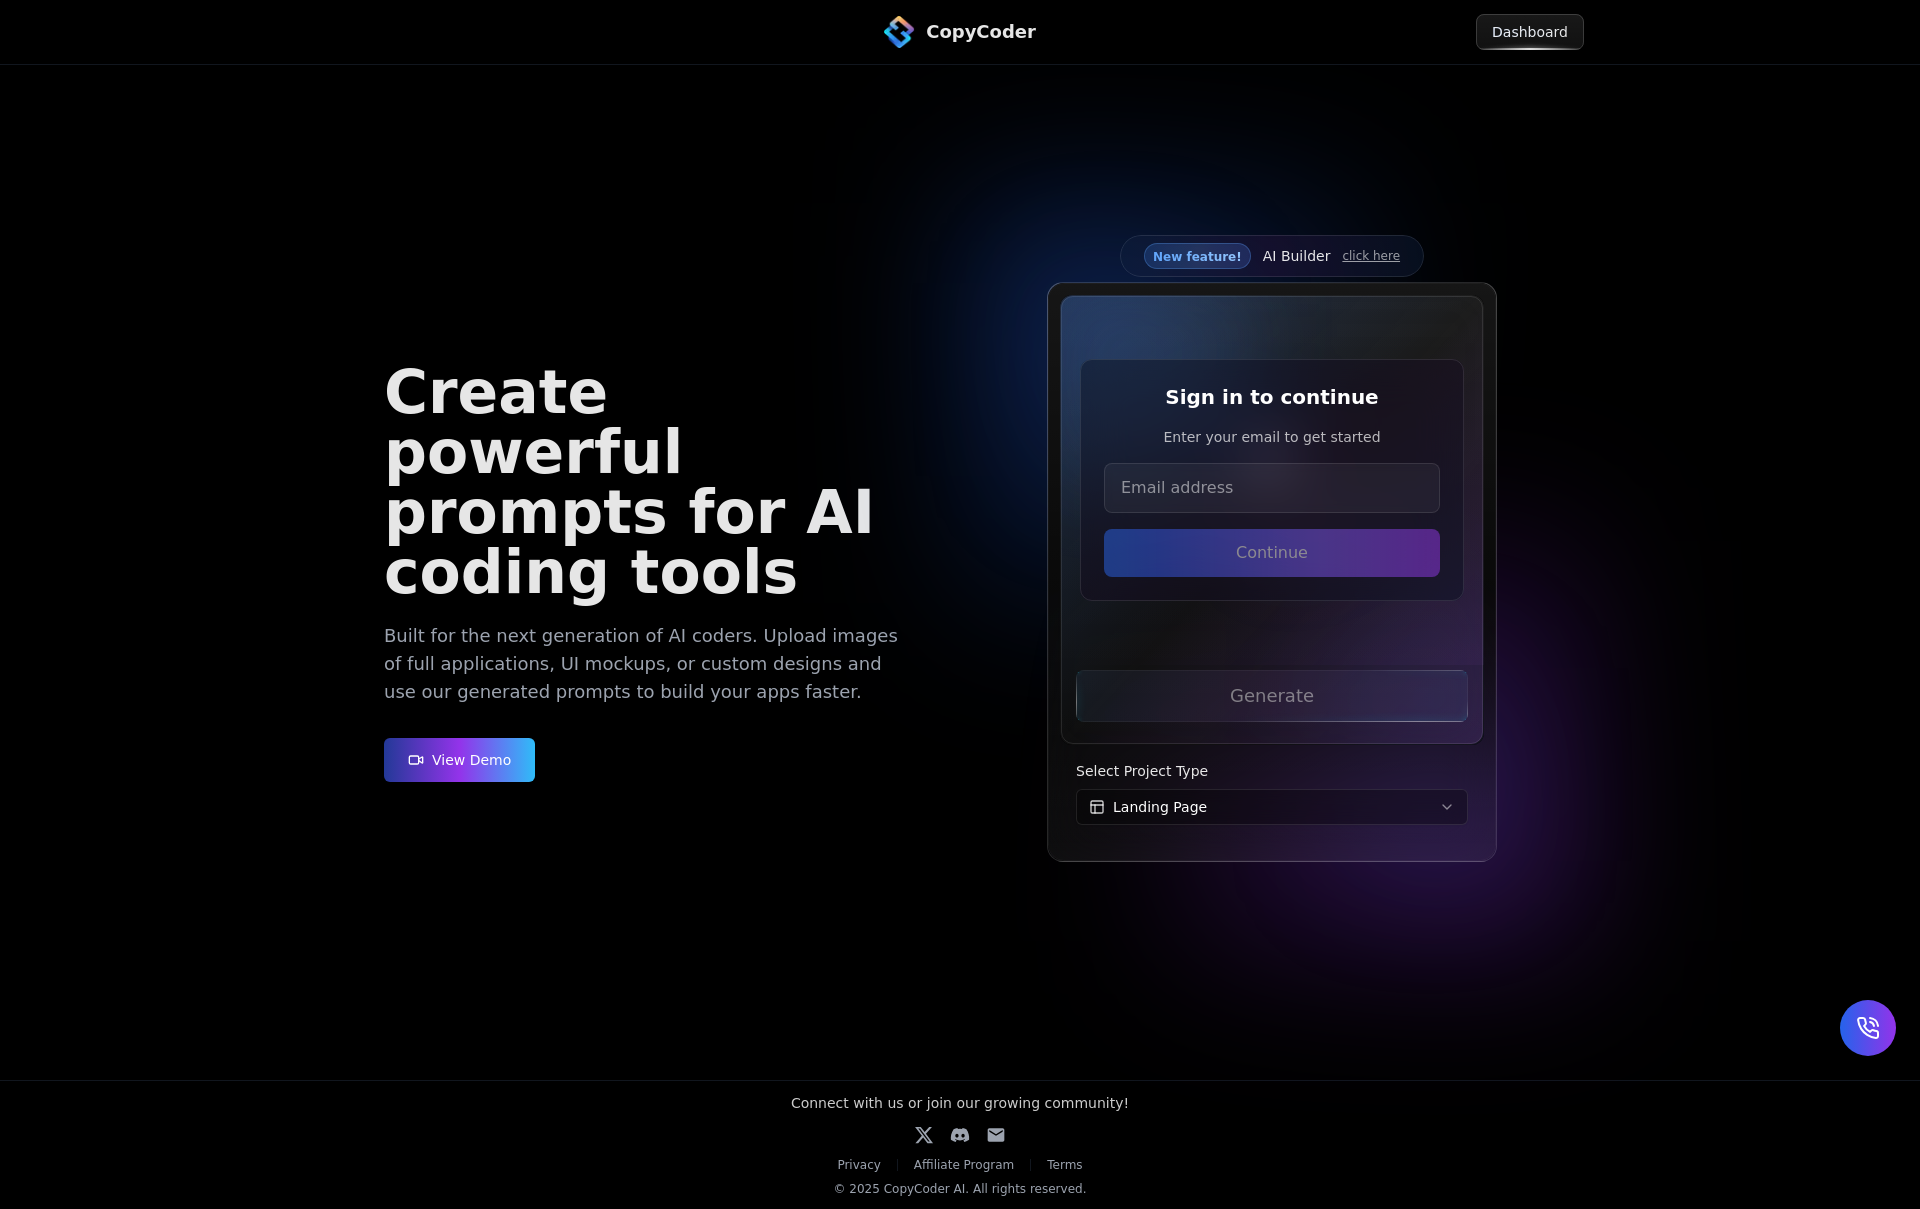 CopyCoder
Dashboard
New feature! AI Builder click here
Create
powerful
prompts for AI
coding tools
Built for the next generation of AI coders. Upload images
of full applications, UI mockups, or custom designs and
use our generated prompts to build your apps faster.
View Demo
Sign in to continue
Enter your email to get started
Email address
Continue
Generate
Select Project Type
Landing Page
Connect with us or join our growing community!
Privacy
Affiliate Program
Terms
© 2025 CopyCoder AI. All rights reserved.